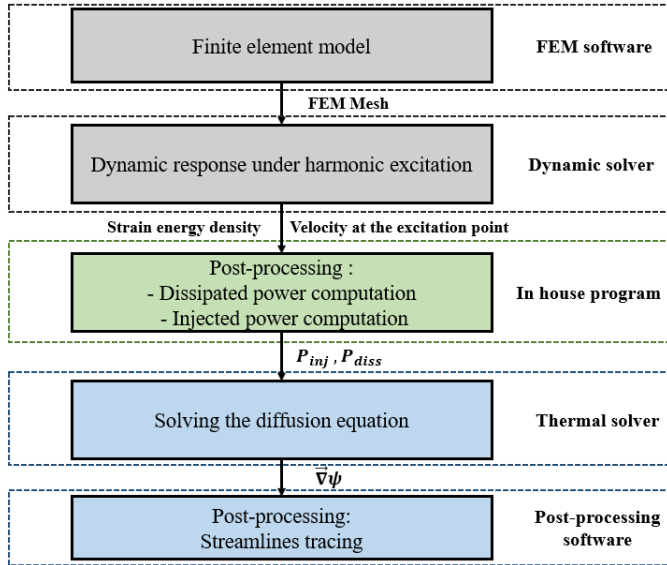 Finite element model
FEM software
FEM Mesh
Dynamic response under harmonic excitation
Dynamic solver
Strain energy density
Velocity at the excitation point
Post-processing :
- Dissipated power computation
- Injected power computation
In house program
P_inj , P_diss
Solving the diffusion equation
Thermal solver
∇⃗ψ
Post-processing:
Streamlines tracing
Post-processing
software